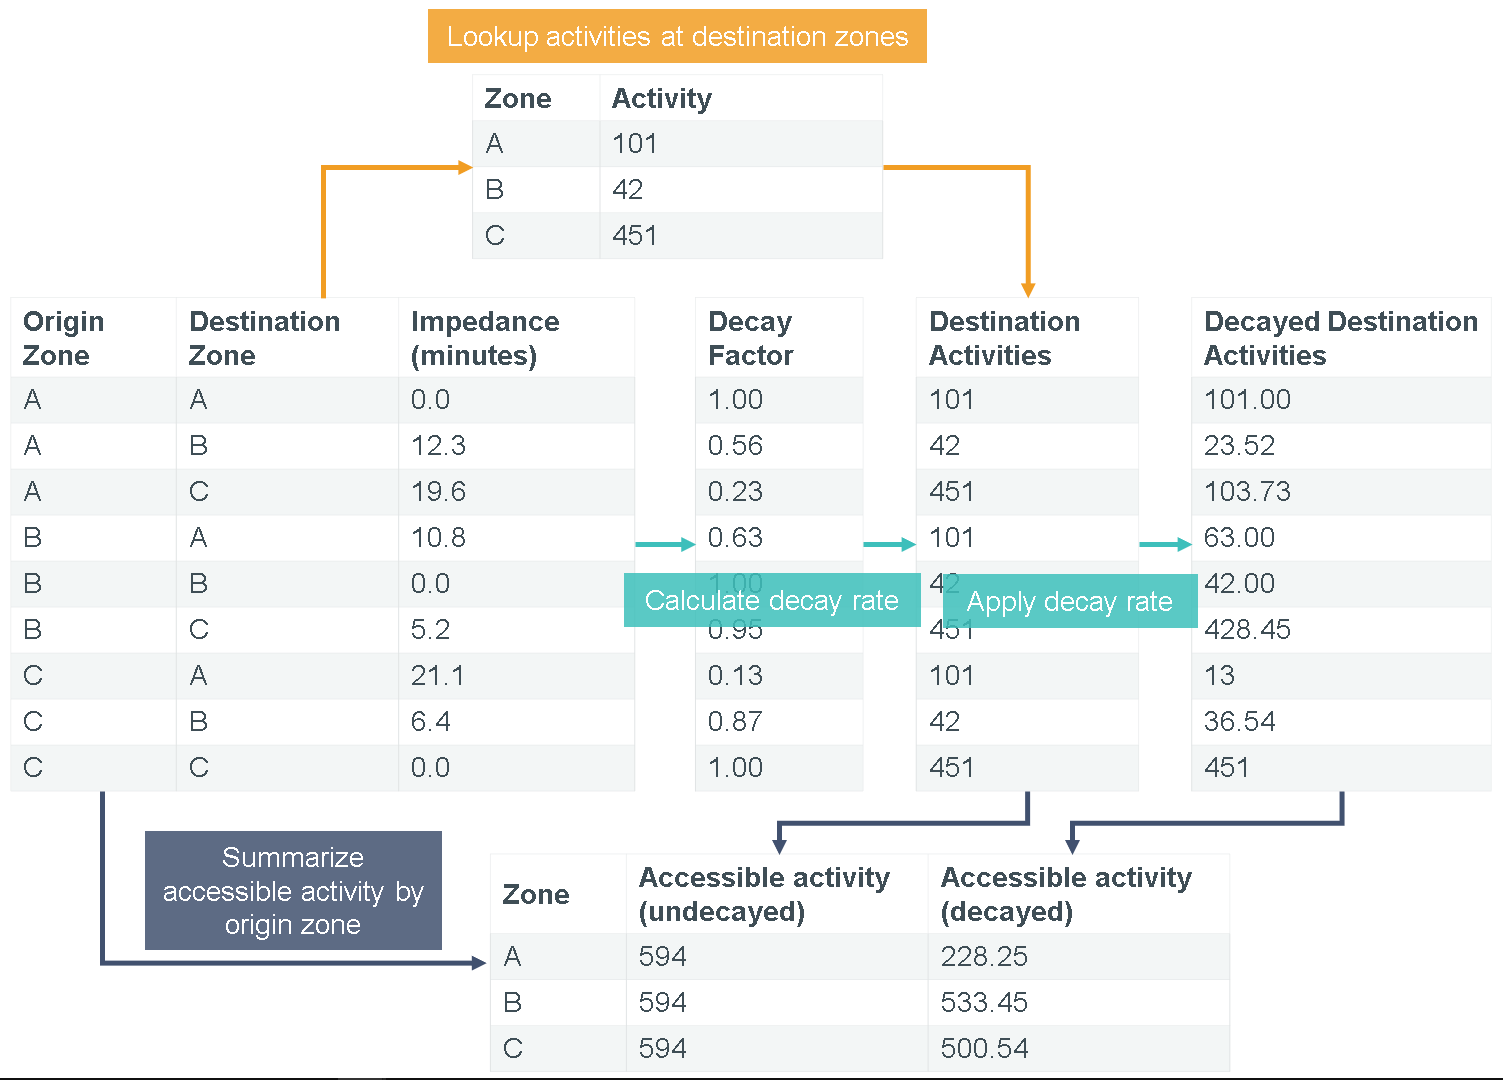 Lookup activities at destination zones
Zone Activity
A 101
B 42
C 451
Origin Zone Destination Zone Impedance (minutes) Decay Factor Destination Activities Decayed Destination Activities
A A 0.0 1.00 101 101.00
A B 12.3 0.56 42 23.52
A C 19.6 0.23 451 103.73
B A 10.8 0.63 101 63.00
B B 0.0 1.00 42 42.00
Calculate decay rate Apply decay rate
B C 5.2 0.95 451 428.45
C A 21.1 0.13 101 13
C B 6.4 0.87 42 36.54
C C 0.0 1.00 451 451
Summarize
accessible activity by
origin zone
Zone Accessible activity (undecayed) Accessible activity (decayed)
A 594 228.25
B 594 533.45
C 594 500.54